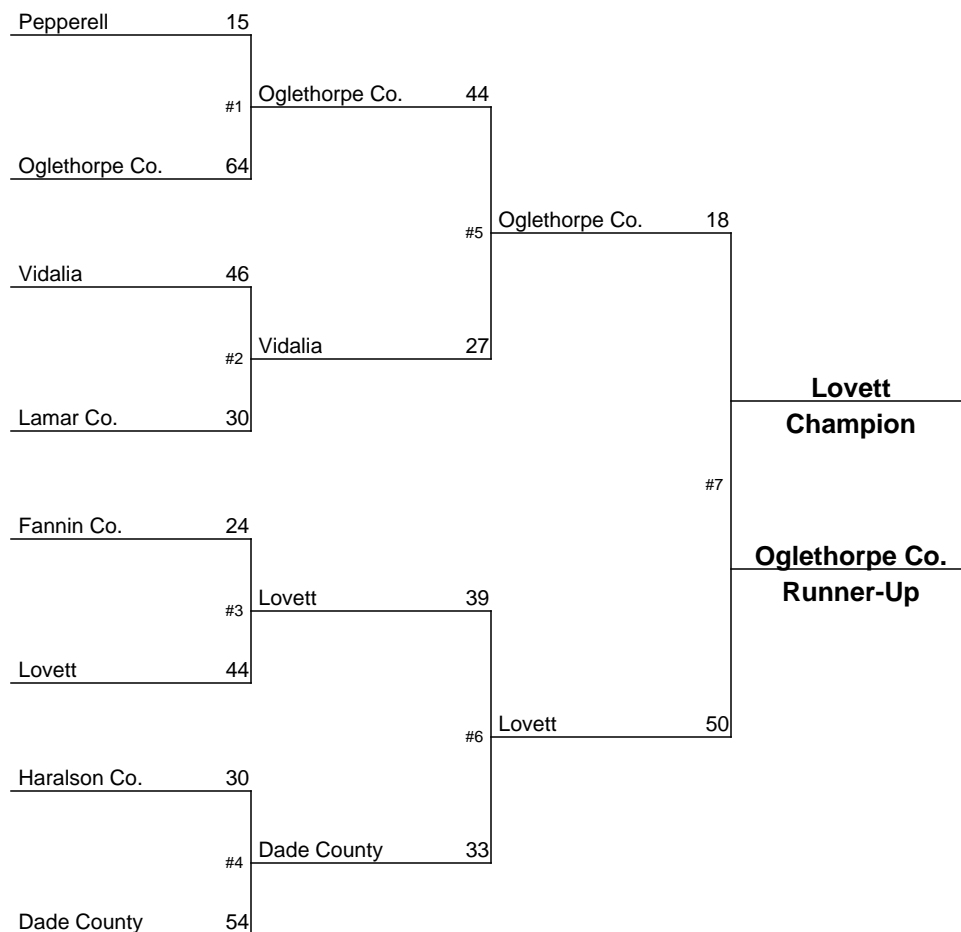 Pepperell 15
Oglethorpe Co. 44
#1
Oglethorpe Co. 64
Oglethorpe Co. 18
#5
Vidalia 46
Vidalia 27
#2
Lovett
Champion
Lamar Co. 30
#7
Fannin Co. 24
Oglethorpe Co.
Runner-Up
Lovett 39
#3
Lovett 44
Lovett 50
#6
Haralson Co. 30
Dade County 33
#4
Dade County 54